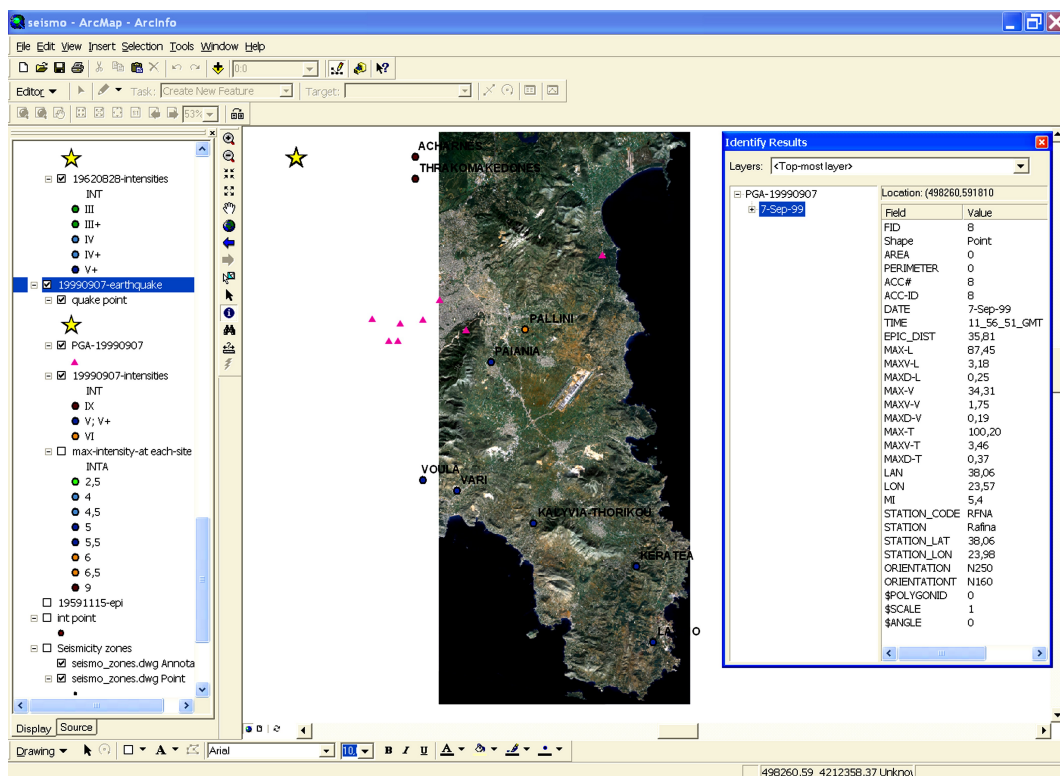 seismo - ArcMap - ArcInfo
File Edit View Insert Selection Tools Window Help
0:0
Editor Task: Create New Feature Target:
53%
19620828-intensities
INT
III
III+
IV
IV+
V+
19990907-earthquake
quake point
PGA-19990907
19990907-intensities
INT
IX
V; V+
VI
max-intensity-at each-site
INTA
2,5
4
4,5
5
5,5
6
6,5
9
19591115-epi
int point
Seismicity zones
seismo_zones.dwg Annota
seismo_zones.dwg Point
Display Source
ACHARNES
THRAKOMAKEDONES
PALLINI
PAIANIA
VOULA
VARI
KALYVIA-THORIKOU
KERATEA
LA O
Identify Results
Layers: <Top-most layer>
PGA-19990907
7-Sep-99
Location: (498260,591810
Field Value
FID 8
Shape Point
AREA 0
PERIMETER 0
ACC# 8
ACC-ID 8
DATE 7-Sep-99
TIME 11_56_51_GMT
EPIC_DIST 35,81
MAX-L 87,45
MAXV-L 3,18
MAXD-L 0,25
MAX-V 34,31
MAXV-V 1,75
MAXD-V 0,19
MAX-T 100,20
MAXV-T 3,46
MAXD-T 0,37
LAN 38,06
LON 23,57
MI 5,4
STATION_CODE RFNA
STATION Rafina
STATION_LAT 38,06
STATION_LON 23,98
ORIENTATION N250
ORIENTATIONT N160
$POLYGONID 0
$SCALE 1
$ANGLE 0
Drawing A Arial 10 B I U A
498260,59 4212358,37 Unknov